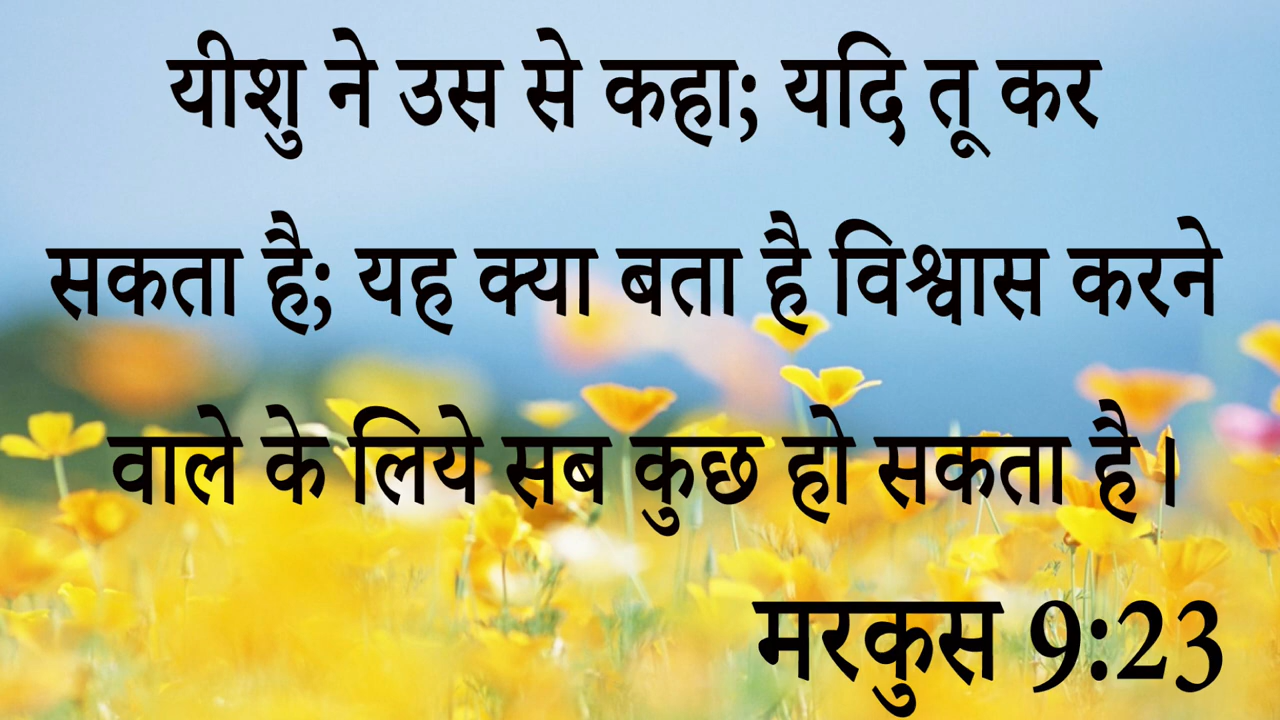 यीशु ने उस से कहा; यदि तू कर
सकता है; यह क्या बता है विश्वास करने
वाले के लिये सब कुछ हो सकता है।
मरकुस 9:23